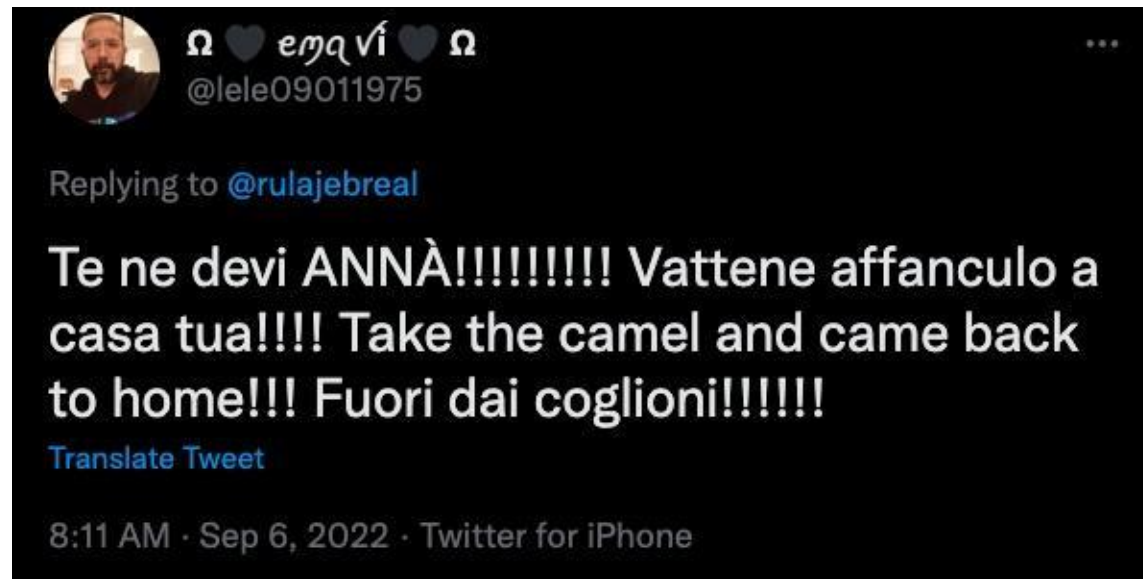 Ω 🖤 emą ví 🖤 Ω
@lele09011975
Replying to @rulajebreal
Te ne devi ANNÀ!!!!!!!!! Vattene affanculo a
casa tua!!!! Take the camel and came back
to home!!! Fuori dai coglioni!!!!!!
Translate Tweet
8:11 AM · Sep 6, 2022 · Twitter for iPhone